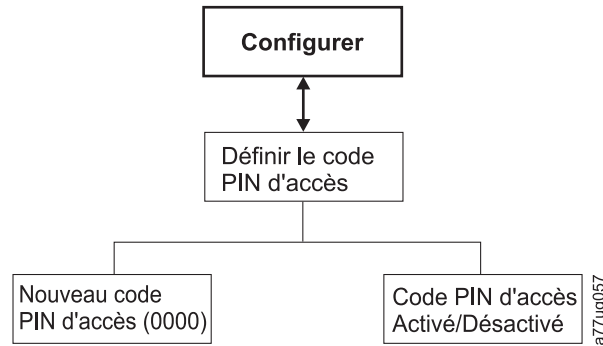 Configurer
Définir le code
PIN d'accès
Nouveau code
PIN d'accès (0000)
Code PIN d'accès
Activé/Désactivé
a77ug057